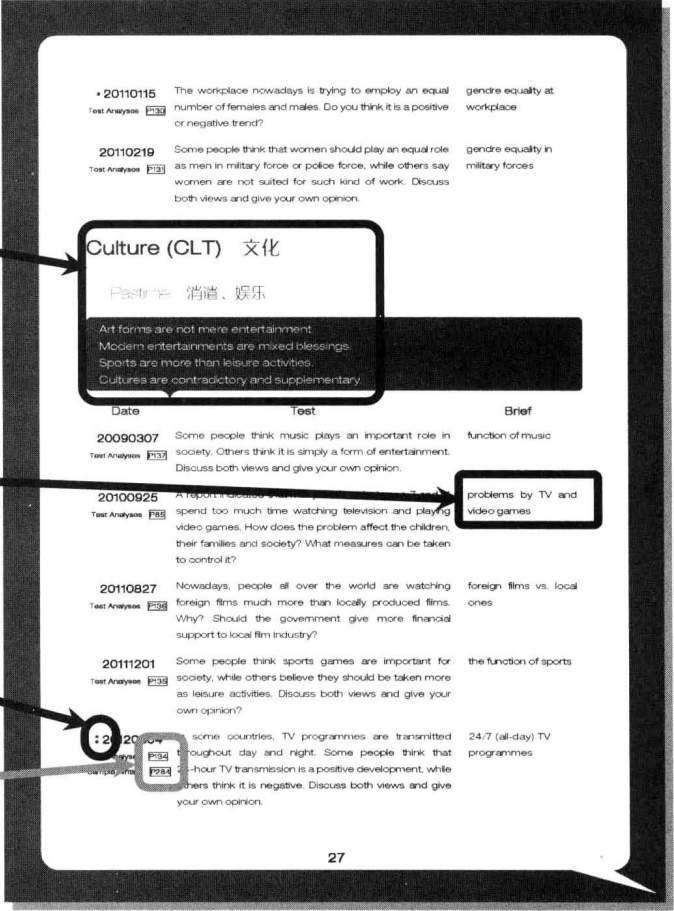 • 20110115 The workplace nowadays is trying to employ an equal gendre equality at
Test Analyses P130 number of females and males. Do you think it is a positive workplace
or negative trend?
20110219 Some people think that women should play an equal role gendre equality in
Test Analyses P131 as men in military force or police force, while others say military forces
women are not suited for such kind of work. Discuss
both views and give your own opinion.
Culture (CLT) 文化
Pastime 消遣、娱乐
Art forms are not mere entertainment.
Modern entertainments are mixed blessings.
Sports are more than leisure activities.
Cultures are contradictory and supplementary.
Date Test Brief
20090307 Some people think music plays an important role in function of music
Test Analyses P137 society. Others think it is simply a form of entertainment.
Discuss both views and give your own opinion.
20100925 A report indicated problems by TV and
Test Analyses P85 spend too much time watching television and playing video games
video games. How does the problem affect the children,
their families and society? What measures can be taken
to control it?
20110827 Nowadays, people all over the world are watching foreign films vs. local
Test Analyses P136 foreign films much more than locally produced films. ones
Why? Should the government give more financial
support to local film industry?
20111201 Some people think sports games are important for the function of sports
Test Analyses P135 society, while others believe they should be taken more
as leisure activities. Discuss both views and give your
own opinion?
some countries, TV programmes are transmitted 24/7 (all-day) TV
P134 throughout day and night. Some people think that programmes
P284 -hour TV transmission is a positive development, while
others think it is negative. Discuss both views and give
your own opinion.
27